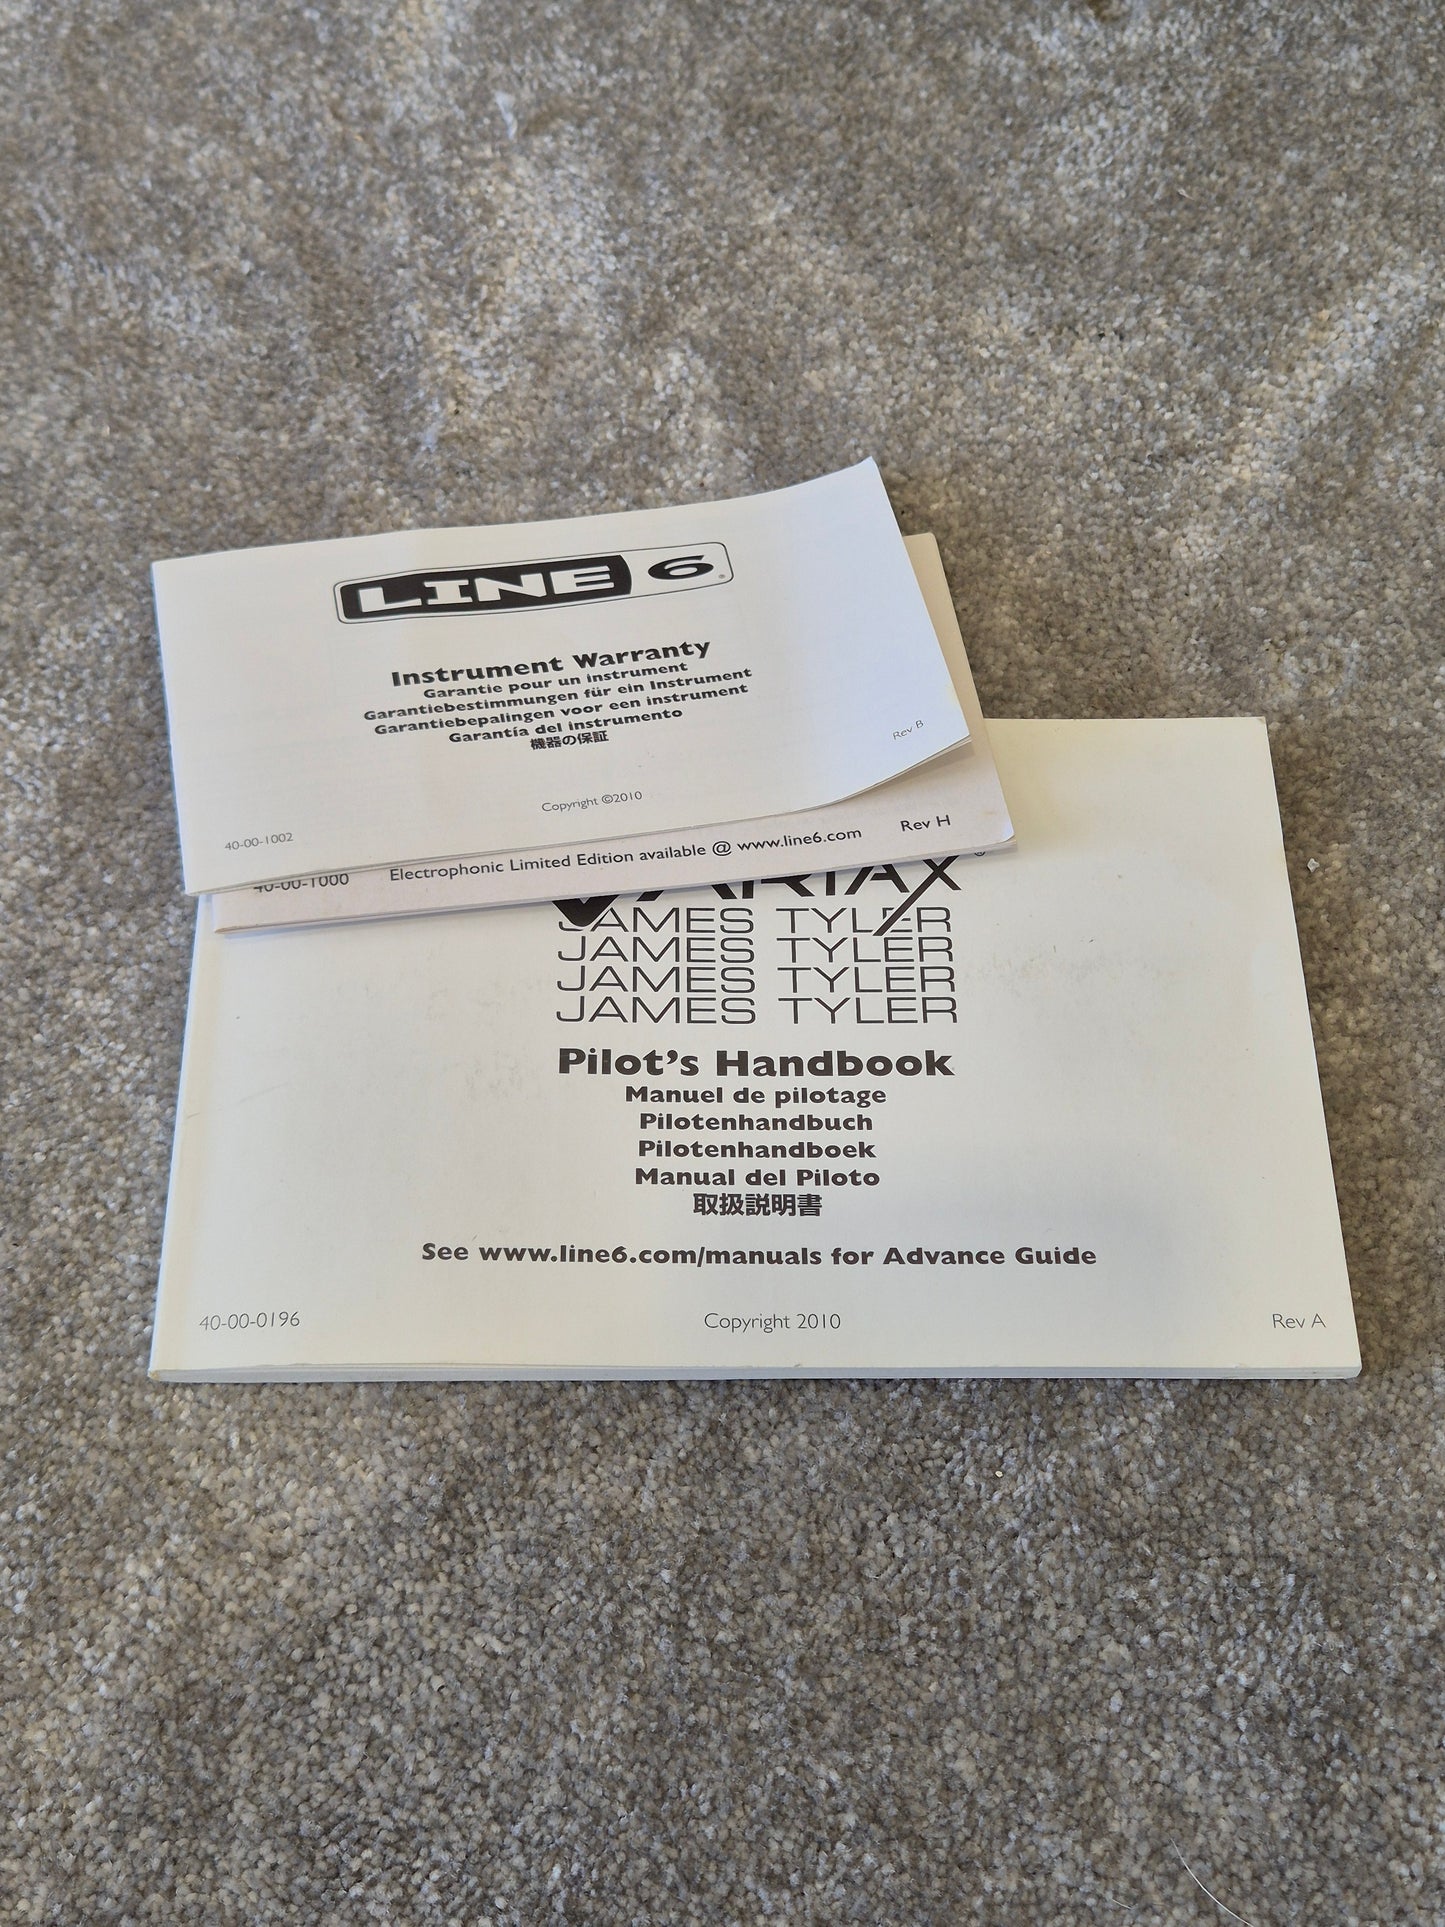 LINE 6
Instrument Warranty
Garantie pour un instrument
Garantiebestimmungen für ein Instrument
Garantiebepalingen voor een instrument
Garantía del instrumento
機器の保証
Rev B
Copyright ©2010
40-00-1002
40-00-1000 Electrophonic Limited Edition available @ www.line6.com Rev H
JAMES TYLER
JAMES TYLER
JAMES TYLER
JAMES TYLER
Pilot's Handbook
Manuel de pilotage
Pilotenhandbuch
Pilotenhandboek
Manual del Piloto
取扱説明書
See www.line6.com/manuals for Advance Guide
40-00-0196 Copyright 2010 Rev A